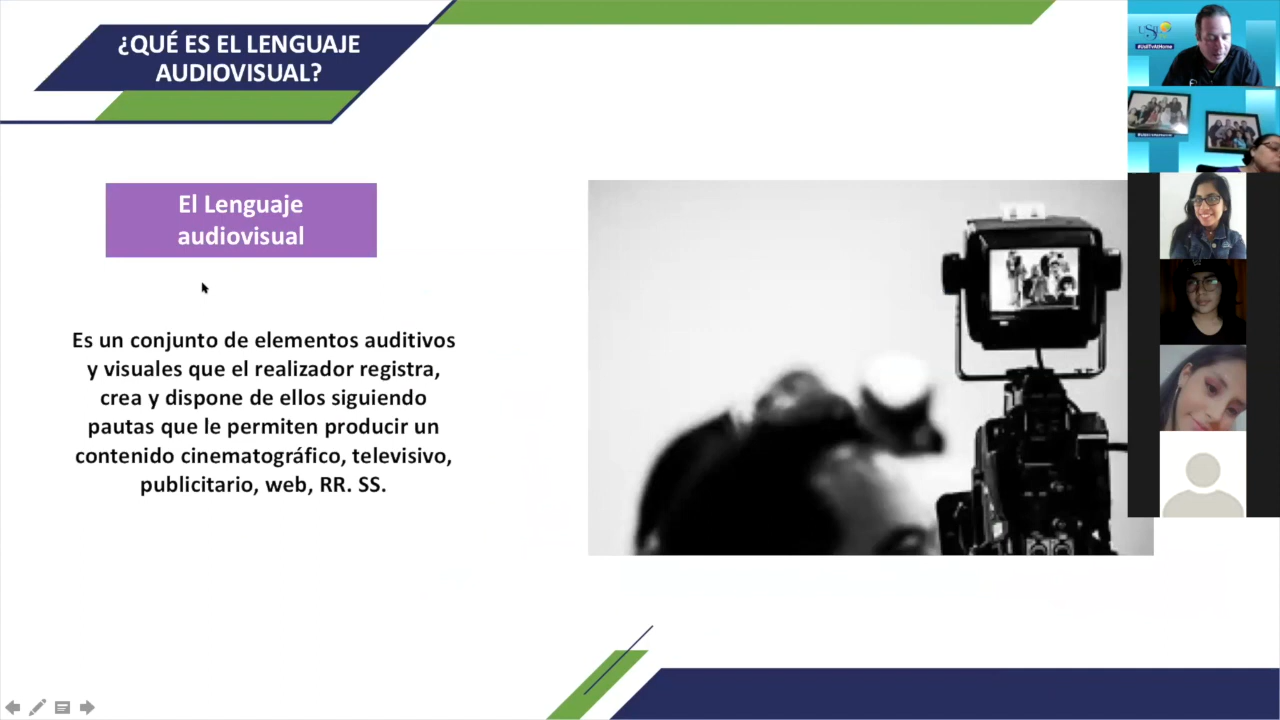 ¿QUÉ ES EL LENGUAJE
AUDIOVISUAL?
El Lenguaje
audiovisual
Es un conjunto de elementos auditivos
y visuales que el realizador registra,
crea y dispone de ellos siguiendo
pautas que le permiten producir un
contenido cinematográfico, televisivo,
publicitario, web, RR. SS.
#UsilTvAtHome